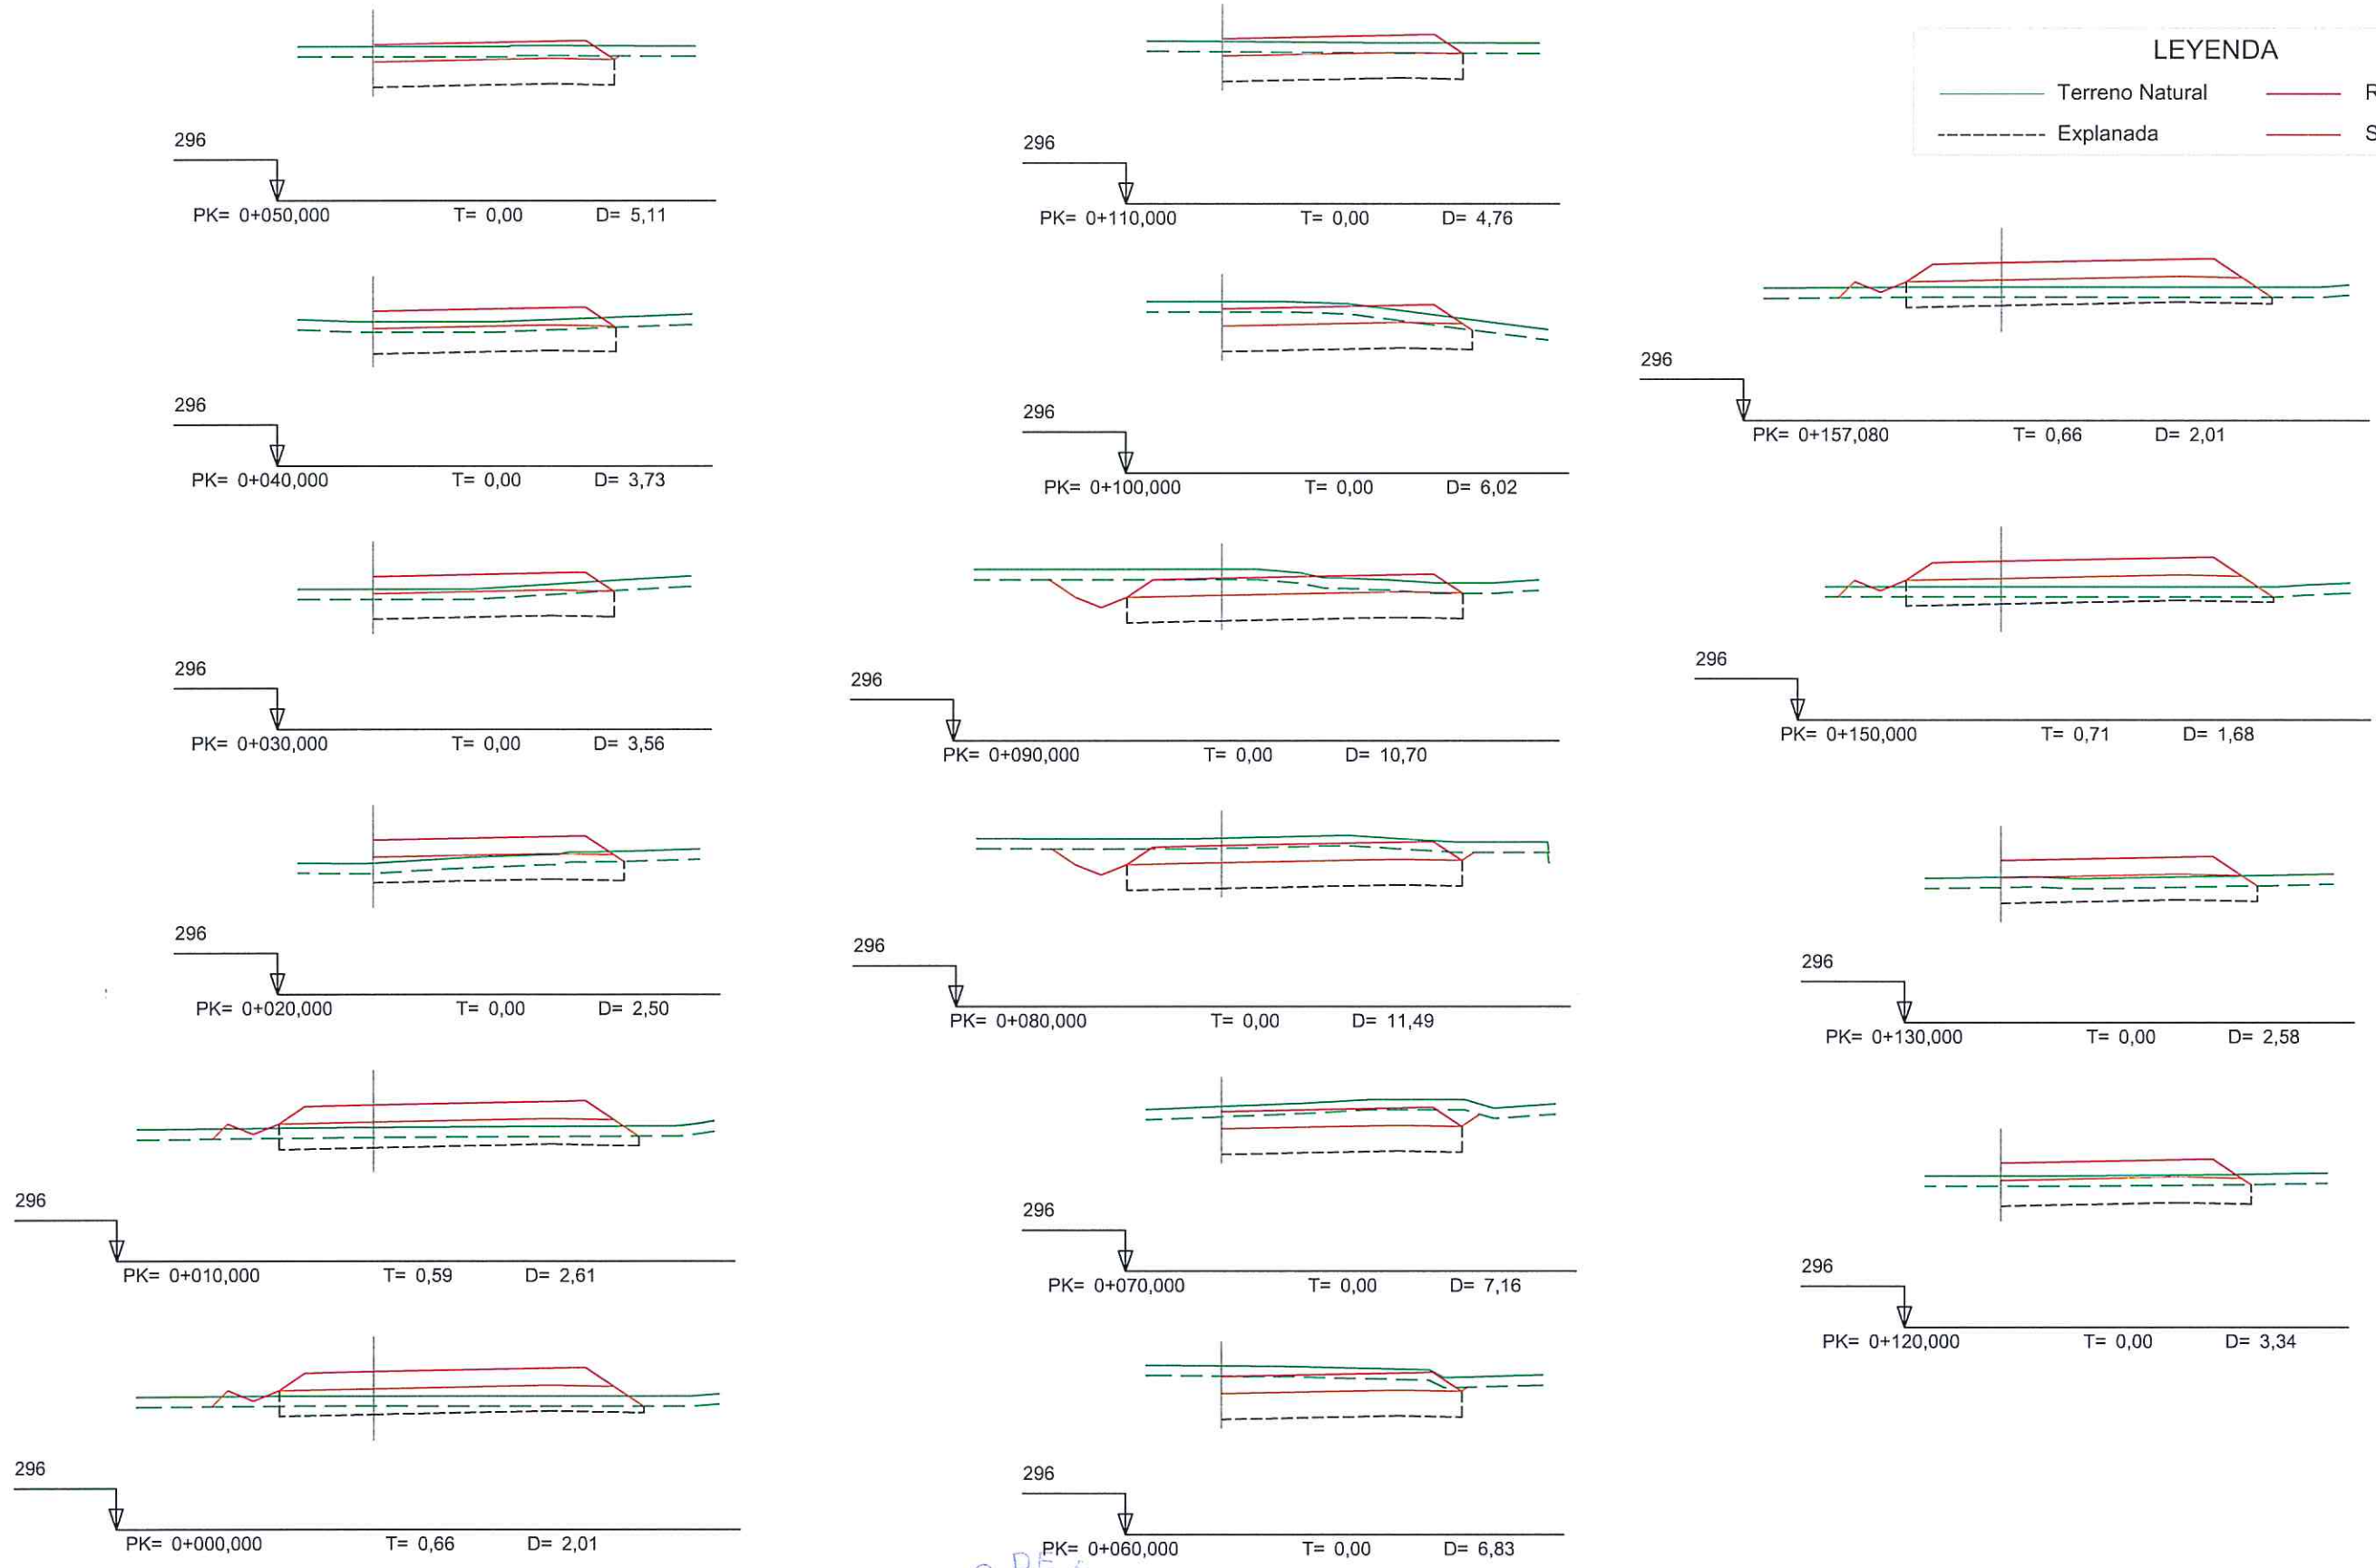 296
PK= 0+050,000 T= 0,00 D= 5,11
296
PK= 0+040,000 T= 0,00 D= 3,73
296
PK= 0+030,000 T= 0,00 D= 3,56
296
PK= 0+020,000 T= 0,00 D= 2,50
296
PK= 0+010,000 T= 0,59 D= 2,61
296
PK= 0+000,000 T= 0,66 D= 2,01
296
PK= 0+110,000 T= 0,00 D= 4,76
296
PK= 0+100,000 T= 0,00 D= 6,02
296
PK= 0+090,000 T= 0,00 D= 10,70
296
PK= 0+080,000 T= 0,00 D= 11,49
296
PK= 0+070,000 T= 0,00 D= 7,16
296
PK= 0+060,000 T= 0,00 D= 6,83
LEYENDA
Terreno Natural R
Explanada S
296
PK= 0+157,080 T= 0,66 D= 2,01
296
PK= 0+150,000 T= 0,71 D= 1,68
296
PK= 0+130,000 T= 0,00 D= 2,58
296
PK= 0+120,000 T= 0,00 D= 3,34